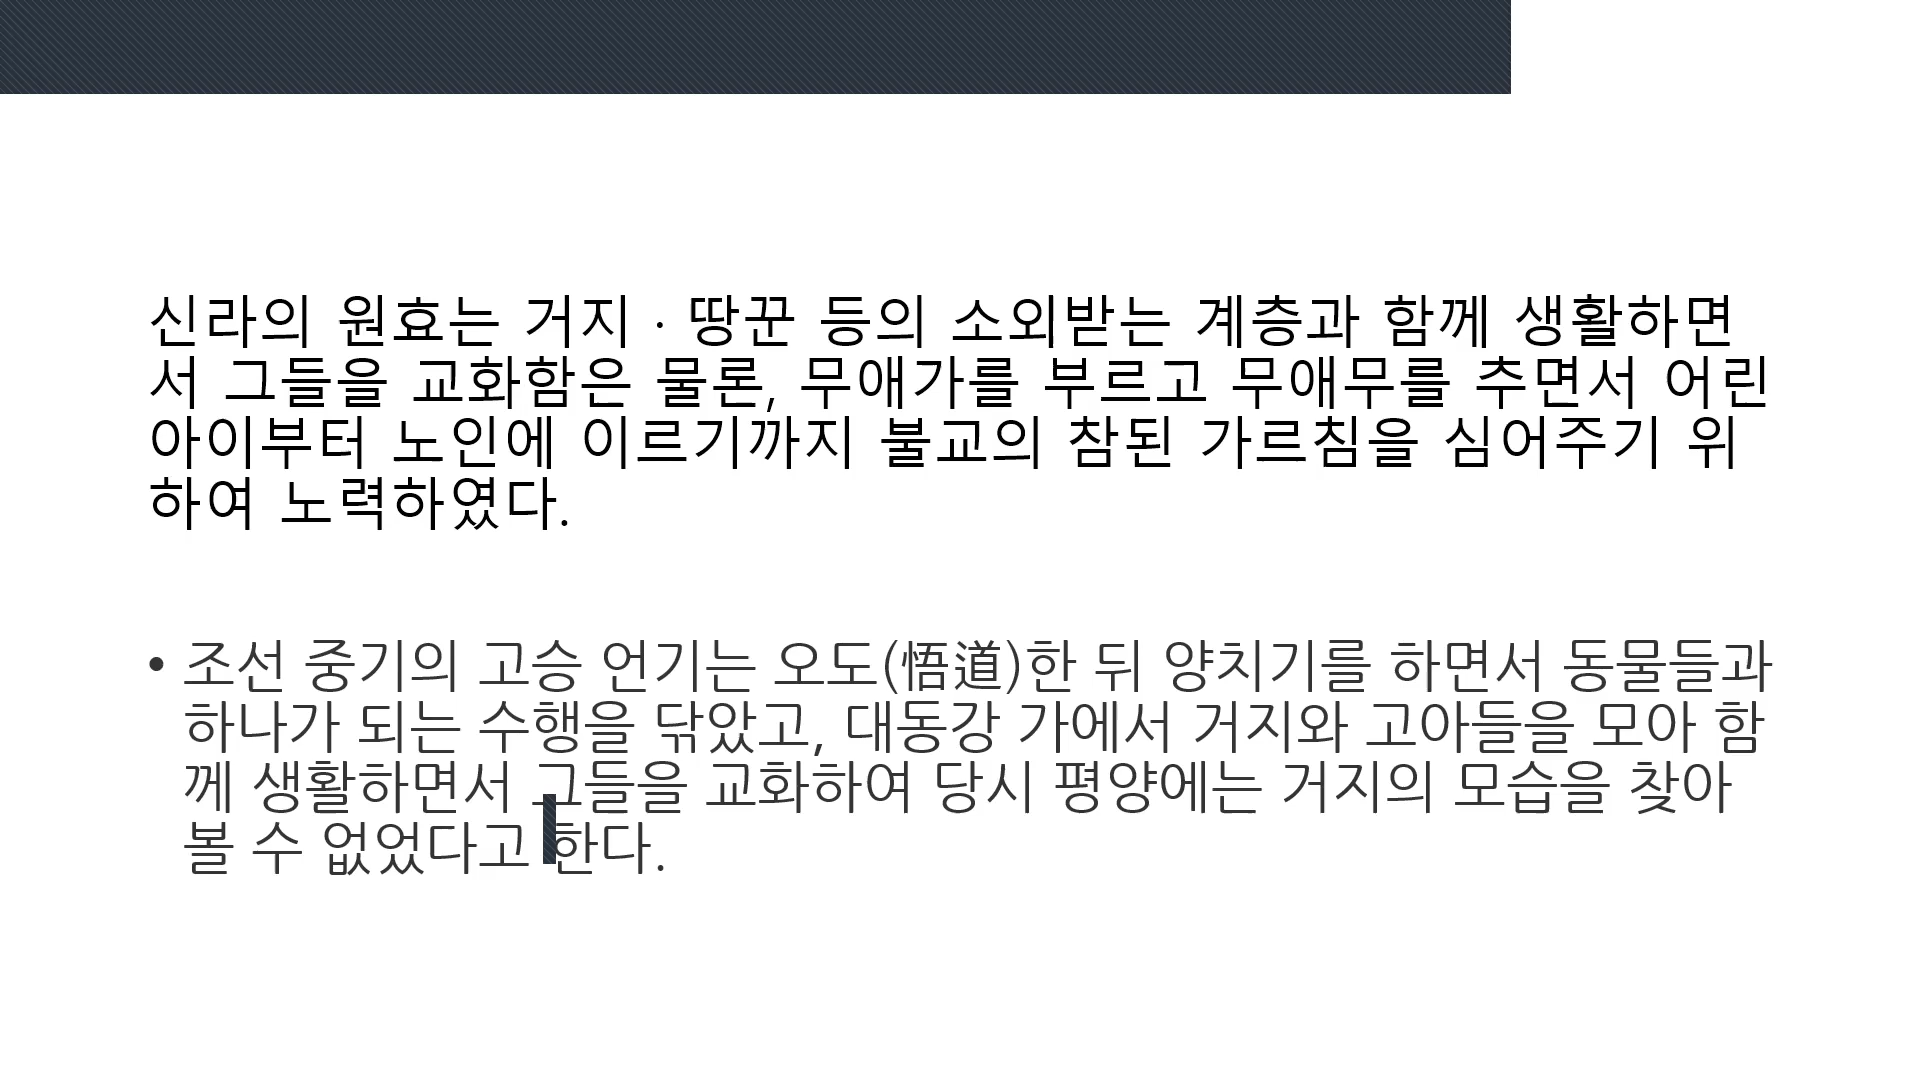 신라의 원효는 거지 · 땅꾼 등의 소외받는 계층과 함께 생활하면
서 그들을 교화함은 물론, 무애가를 부르고 무애무를 추면서 어린
아이부터 노인에 이르기까지 불교의 참된 가르침을 심어주기 위
하여 노력하였다.
• 조선 중기의 고승 언기는 오도(悟道)한 뒤 양치기를 하면서 동물들과
하나가 되는 수행을 닦았고, 대동강 가에서 거지와 고아들을 모아 함
께 생활하면서 그들을 교화하여 당시 평양에는 거지의 모습을 찾아
볼 수 없었다고 한다.